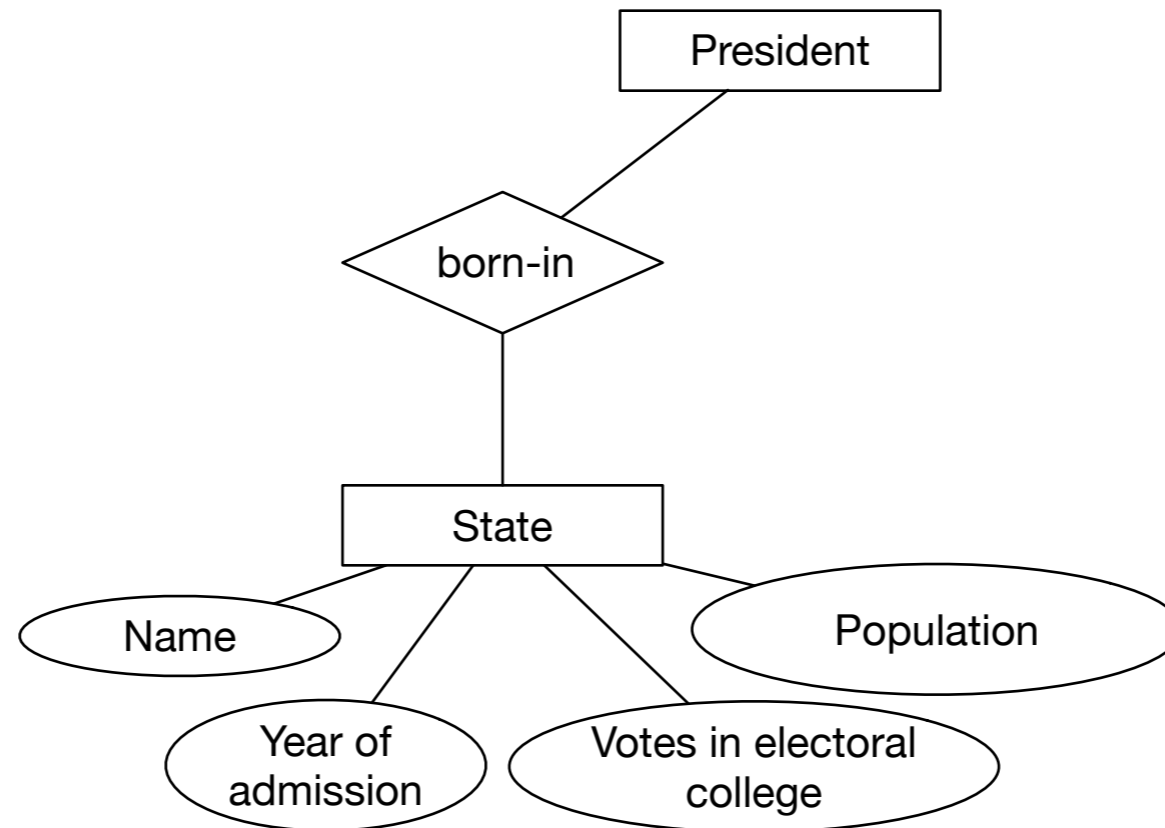 President
born-in
State
Name
Population
Year of
admission
Votes in electoral
college